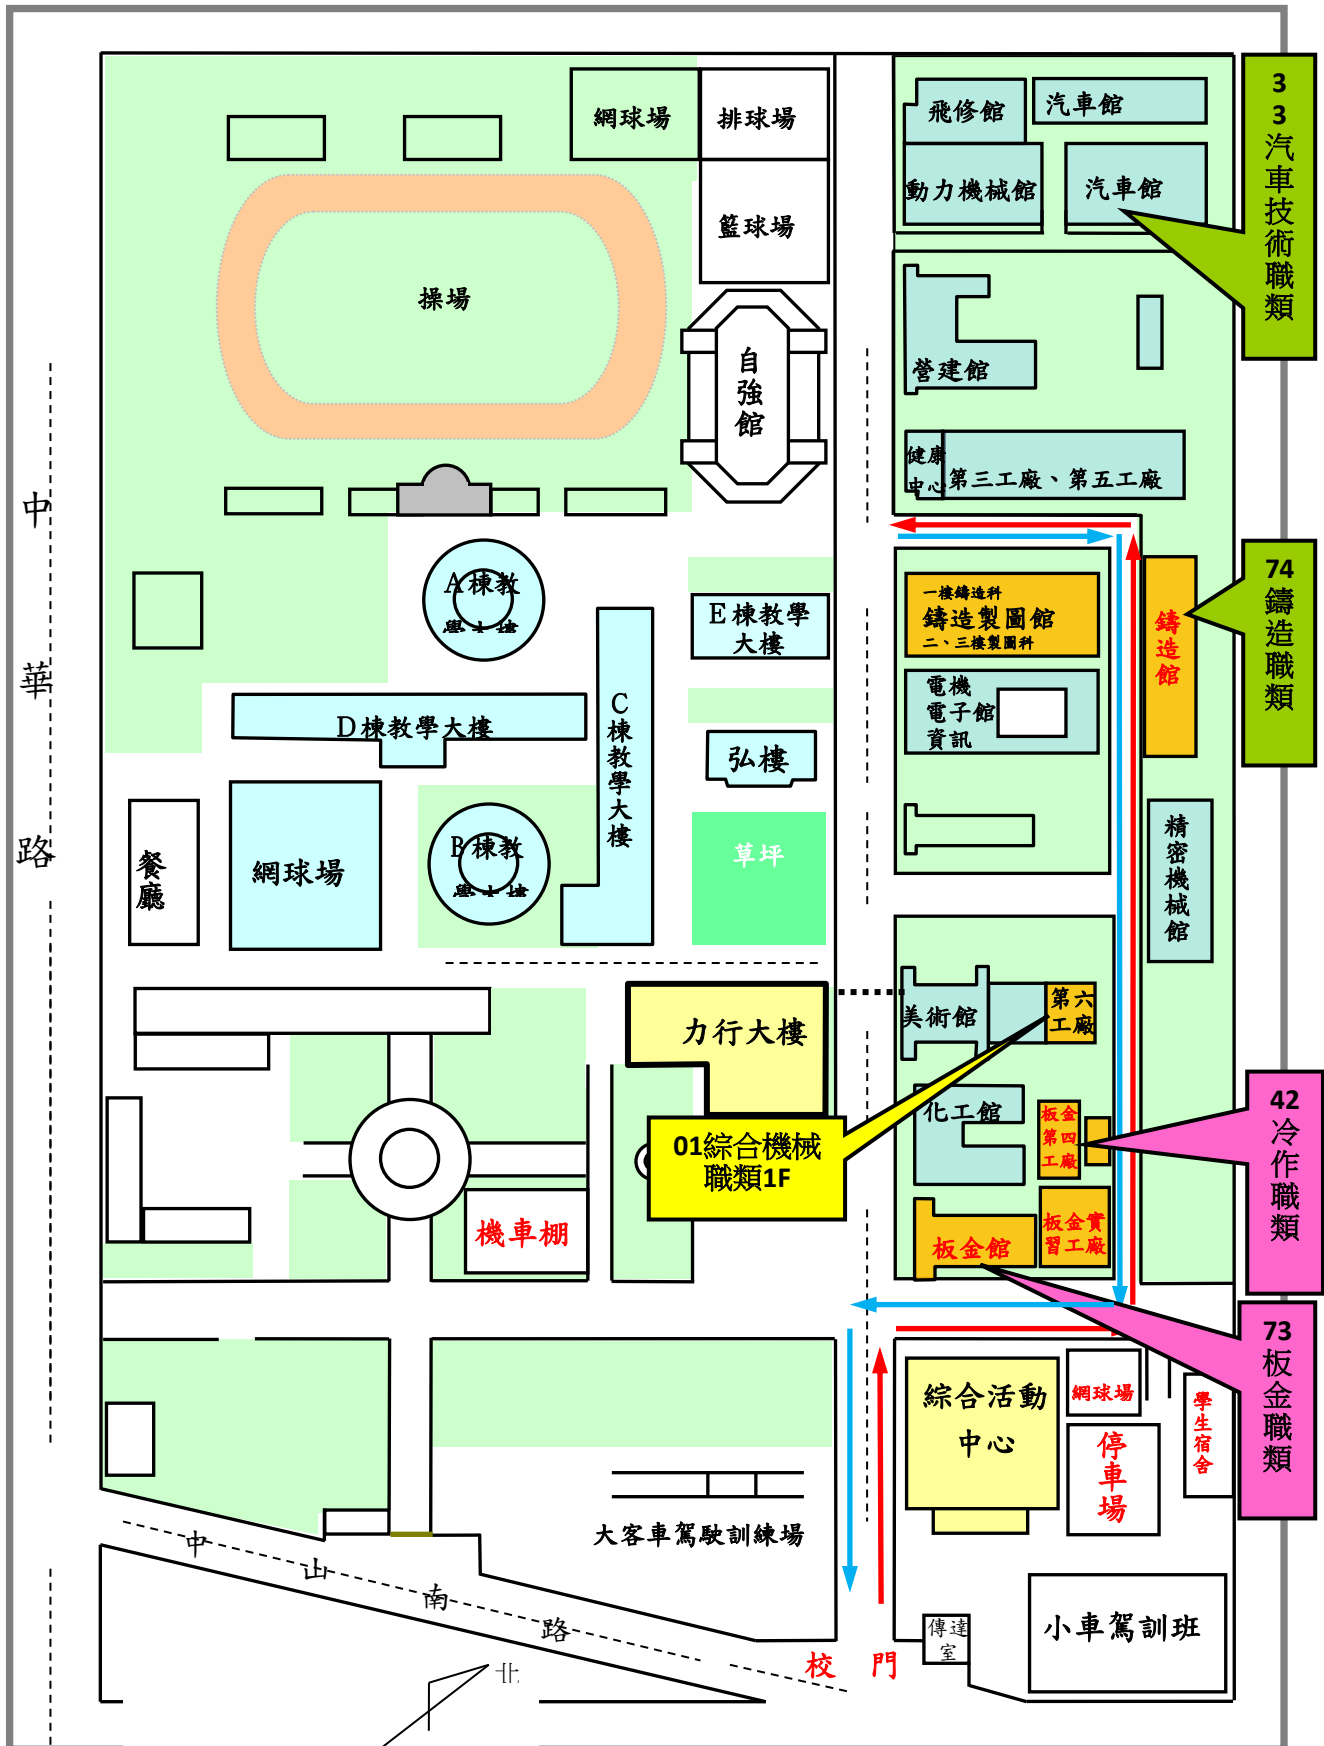 網球場
排球場
籃球場
操場
自
強
館
飛修館
汽車館
動力機械館
汽車館
33
汽
車
技
術
職
類
營建館
健康
中心
第三工廠、第五工廠
中
華
路
A棟教
學大樓
E棟教學
大樓
C
棟
教
學
大
樓
D棟教學大樓
弘樓
一樓鑄造科
鑄造製圖館
二、三樓製圖科
電機
電子館
資訊
鑄
造
館
74
鑄
造
職
類
餐
廳
網球場
B棟教
學大樓
草坪
精
密
機
械
館
力行大樓
美術館
第六
工廠
01綜合機械
職類1F
化工館
板金
第四
工廠
42
冷
作
職
類
機車棚
板金館
板金實
習工廠
73
板
金
職
類
綜合活動
中心
網球場
停
車
場
學
生
宿
舍
大客車駕駛訓練場
中山南路
傳達
室
小車駕訓班
校門
北